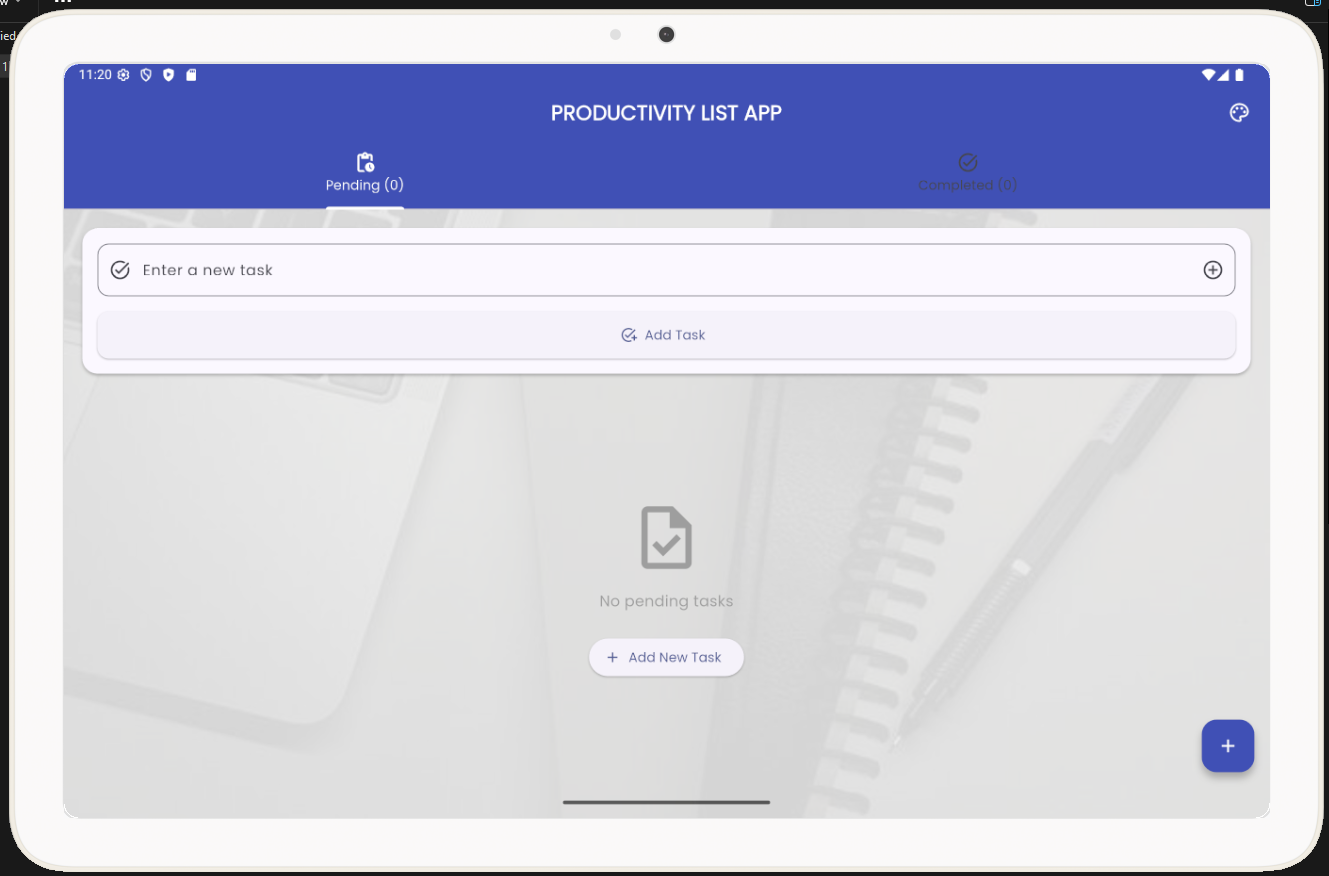 11:20
PRODUCTIVITY LIST APP
Pending (0)
Completed (0)
Enter a new task
Add Task
No pending tasks
+ Add New Task
+